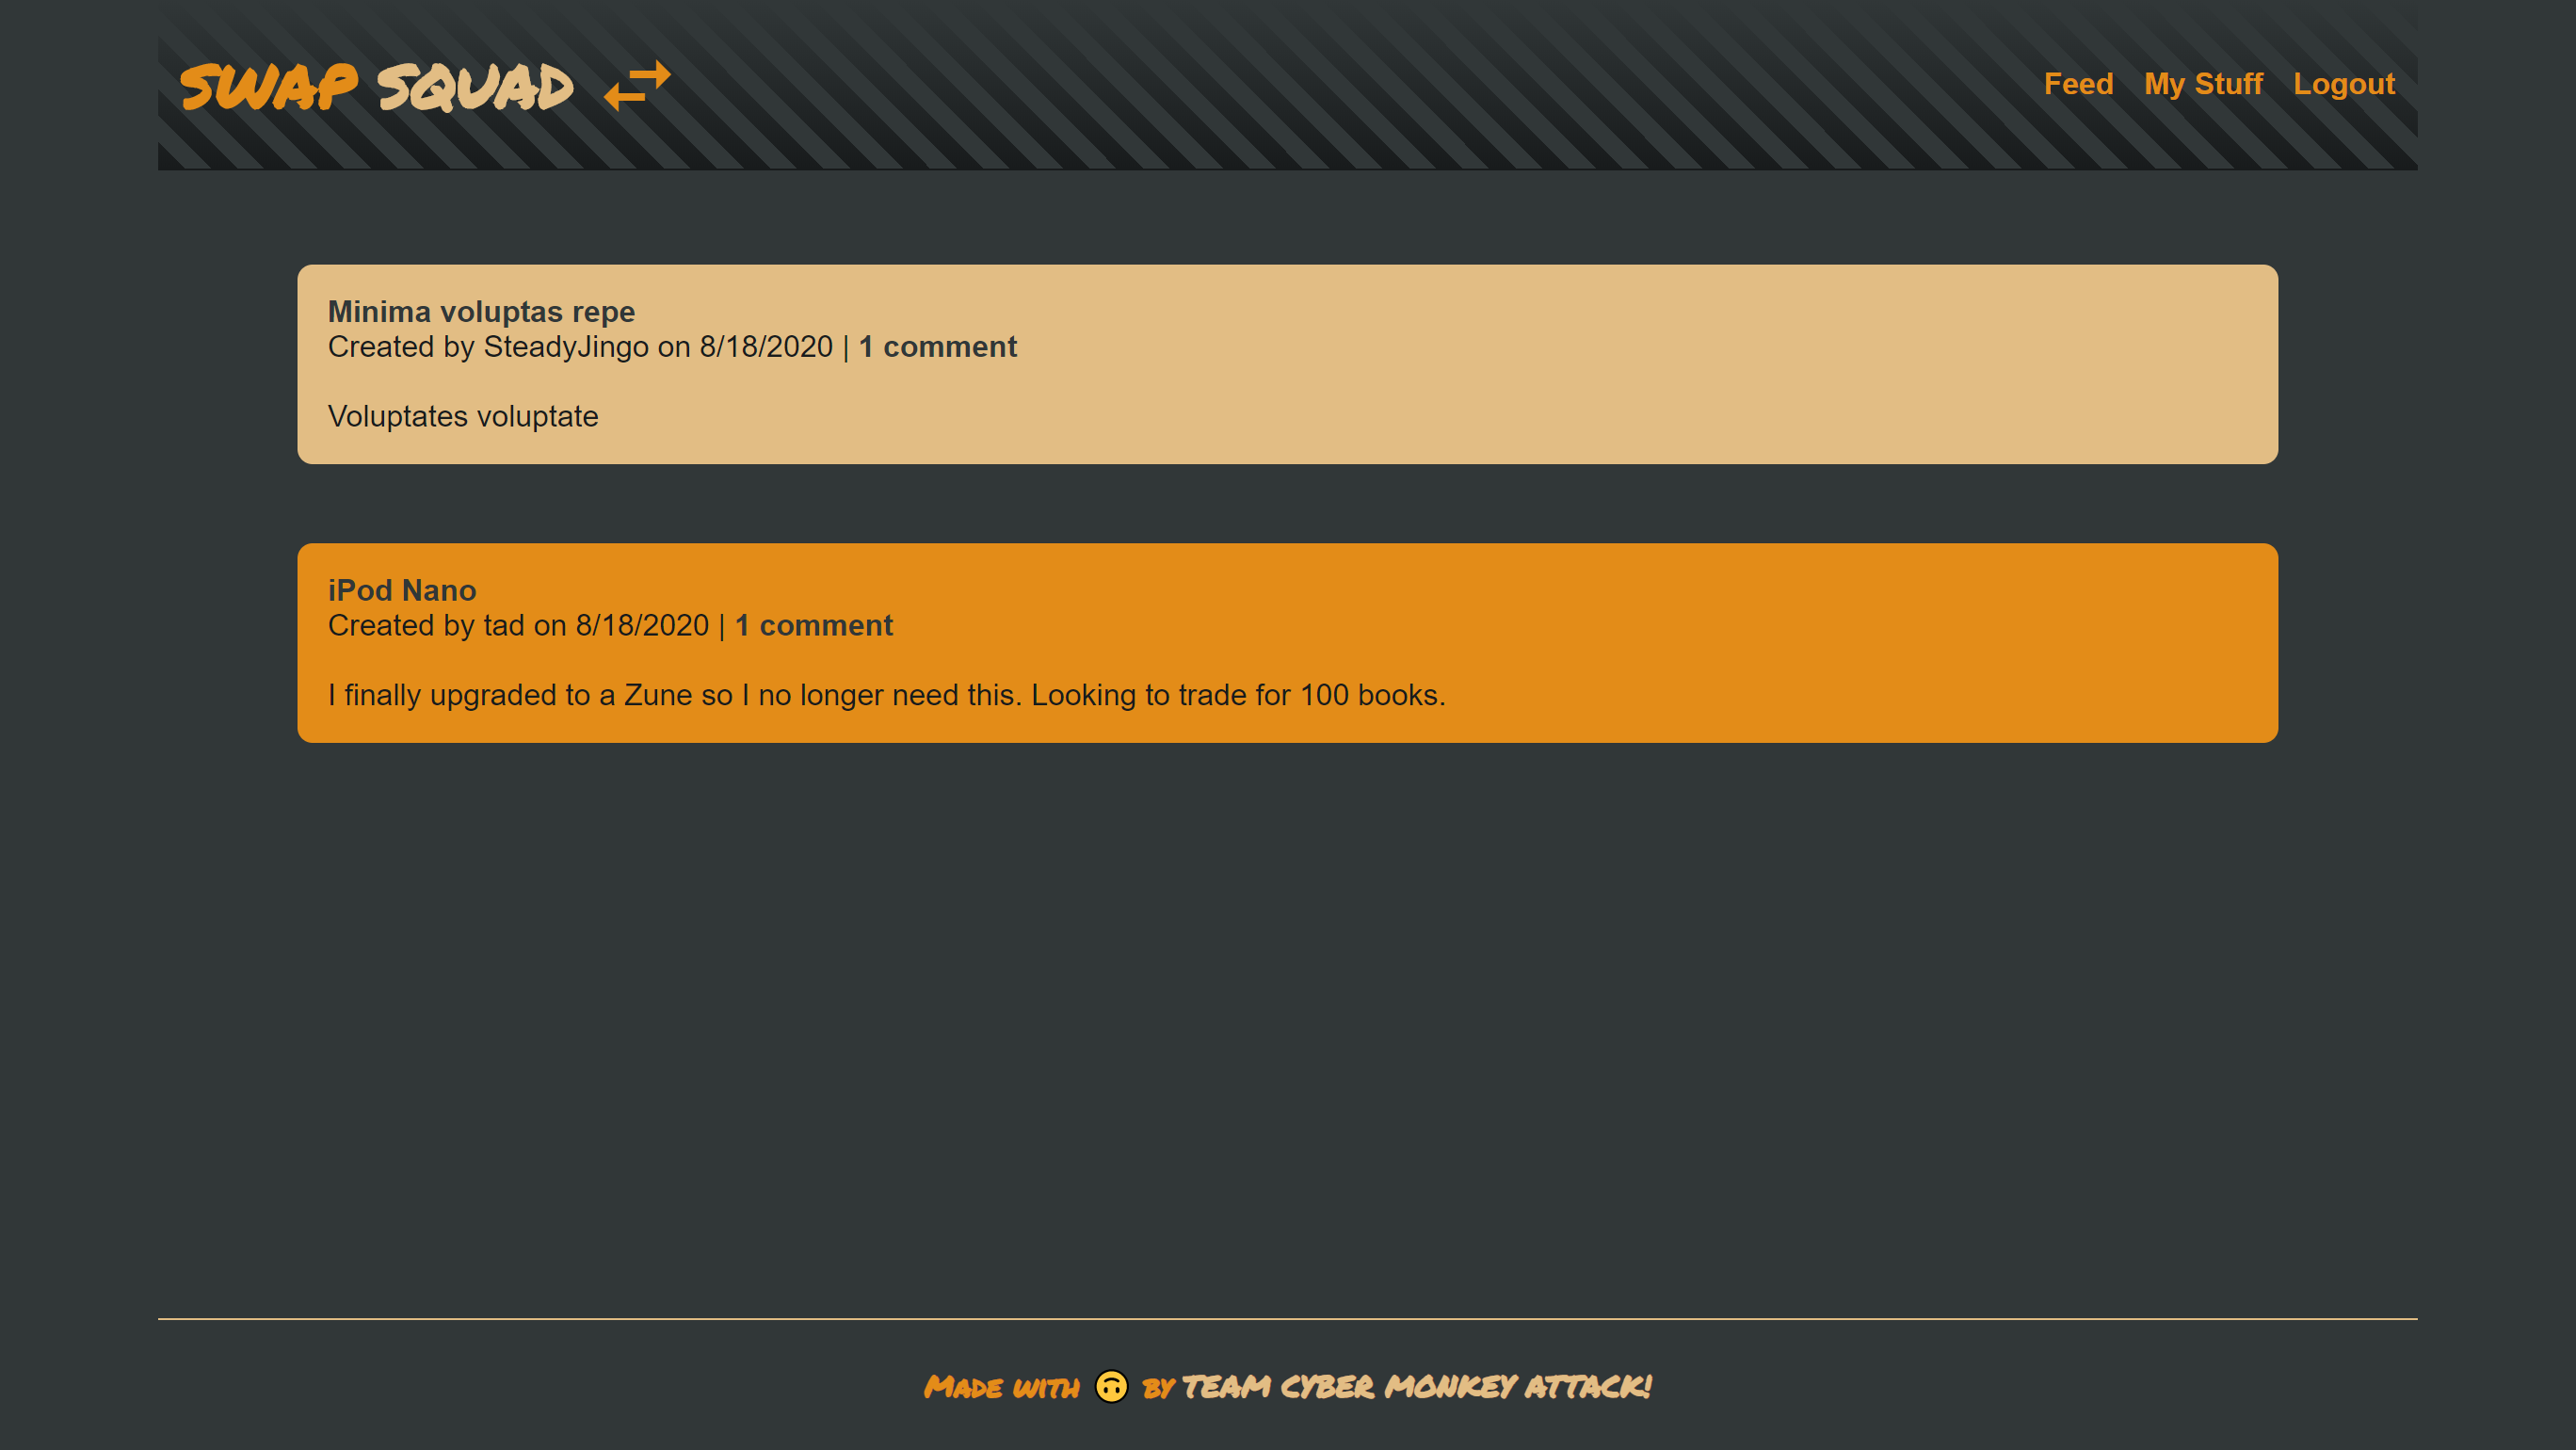 SWAP SQUAD
Feed My Stuff Logout
Minima voluptas repe
Created by SteadyJingo on 8/18/2020 | 1 comment
Voluptates voluptate
iPod Nano
Created by tad on 8/18/2020 | 1 comment
I finally upgraded to a Zune so I no longer need this. Looking to trade for 100 books.
Made with 🙃 by TEAM CYBER MONKEY ATTACK!